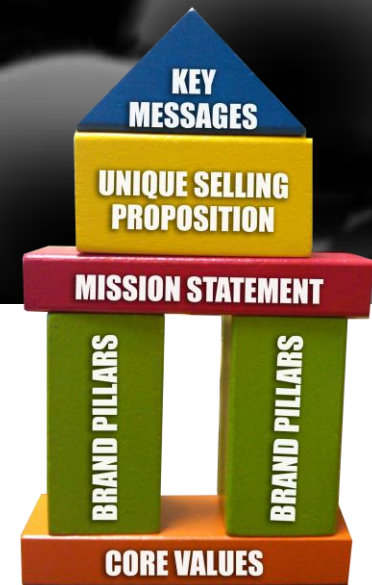 KEY
MESSAGES
UNIQUE SELLING
PROPOSITION
MISSION STATEMENT
BRAND PILLARS
BRAND PILLARS
CORE VALUES